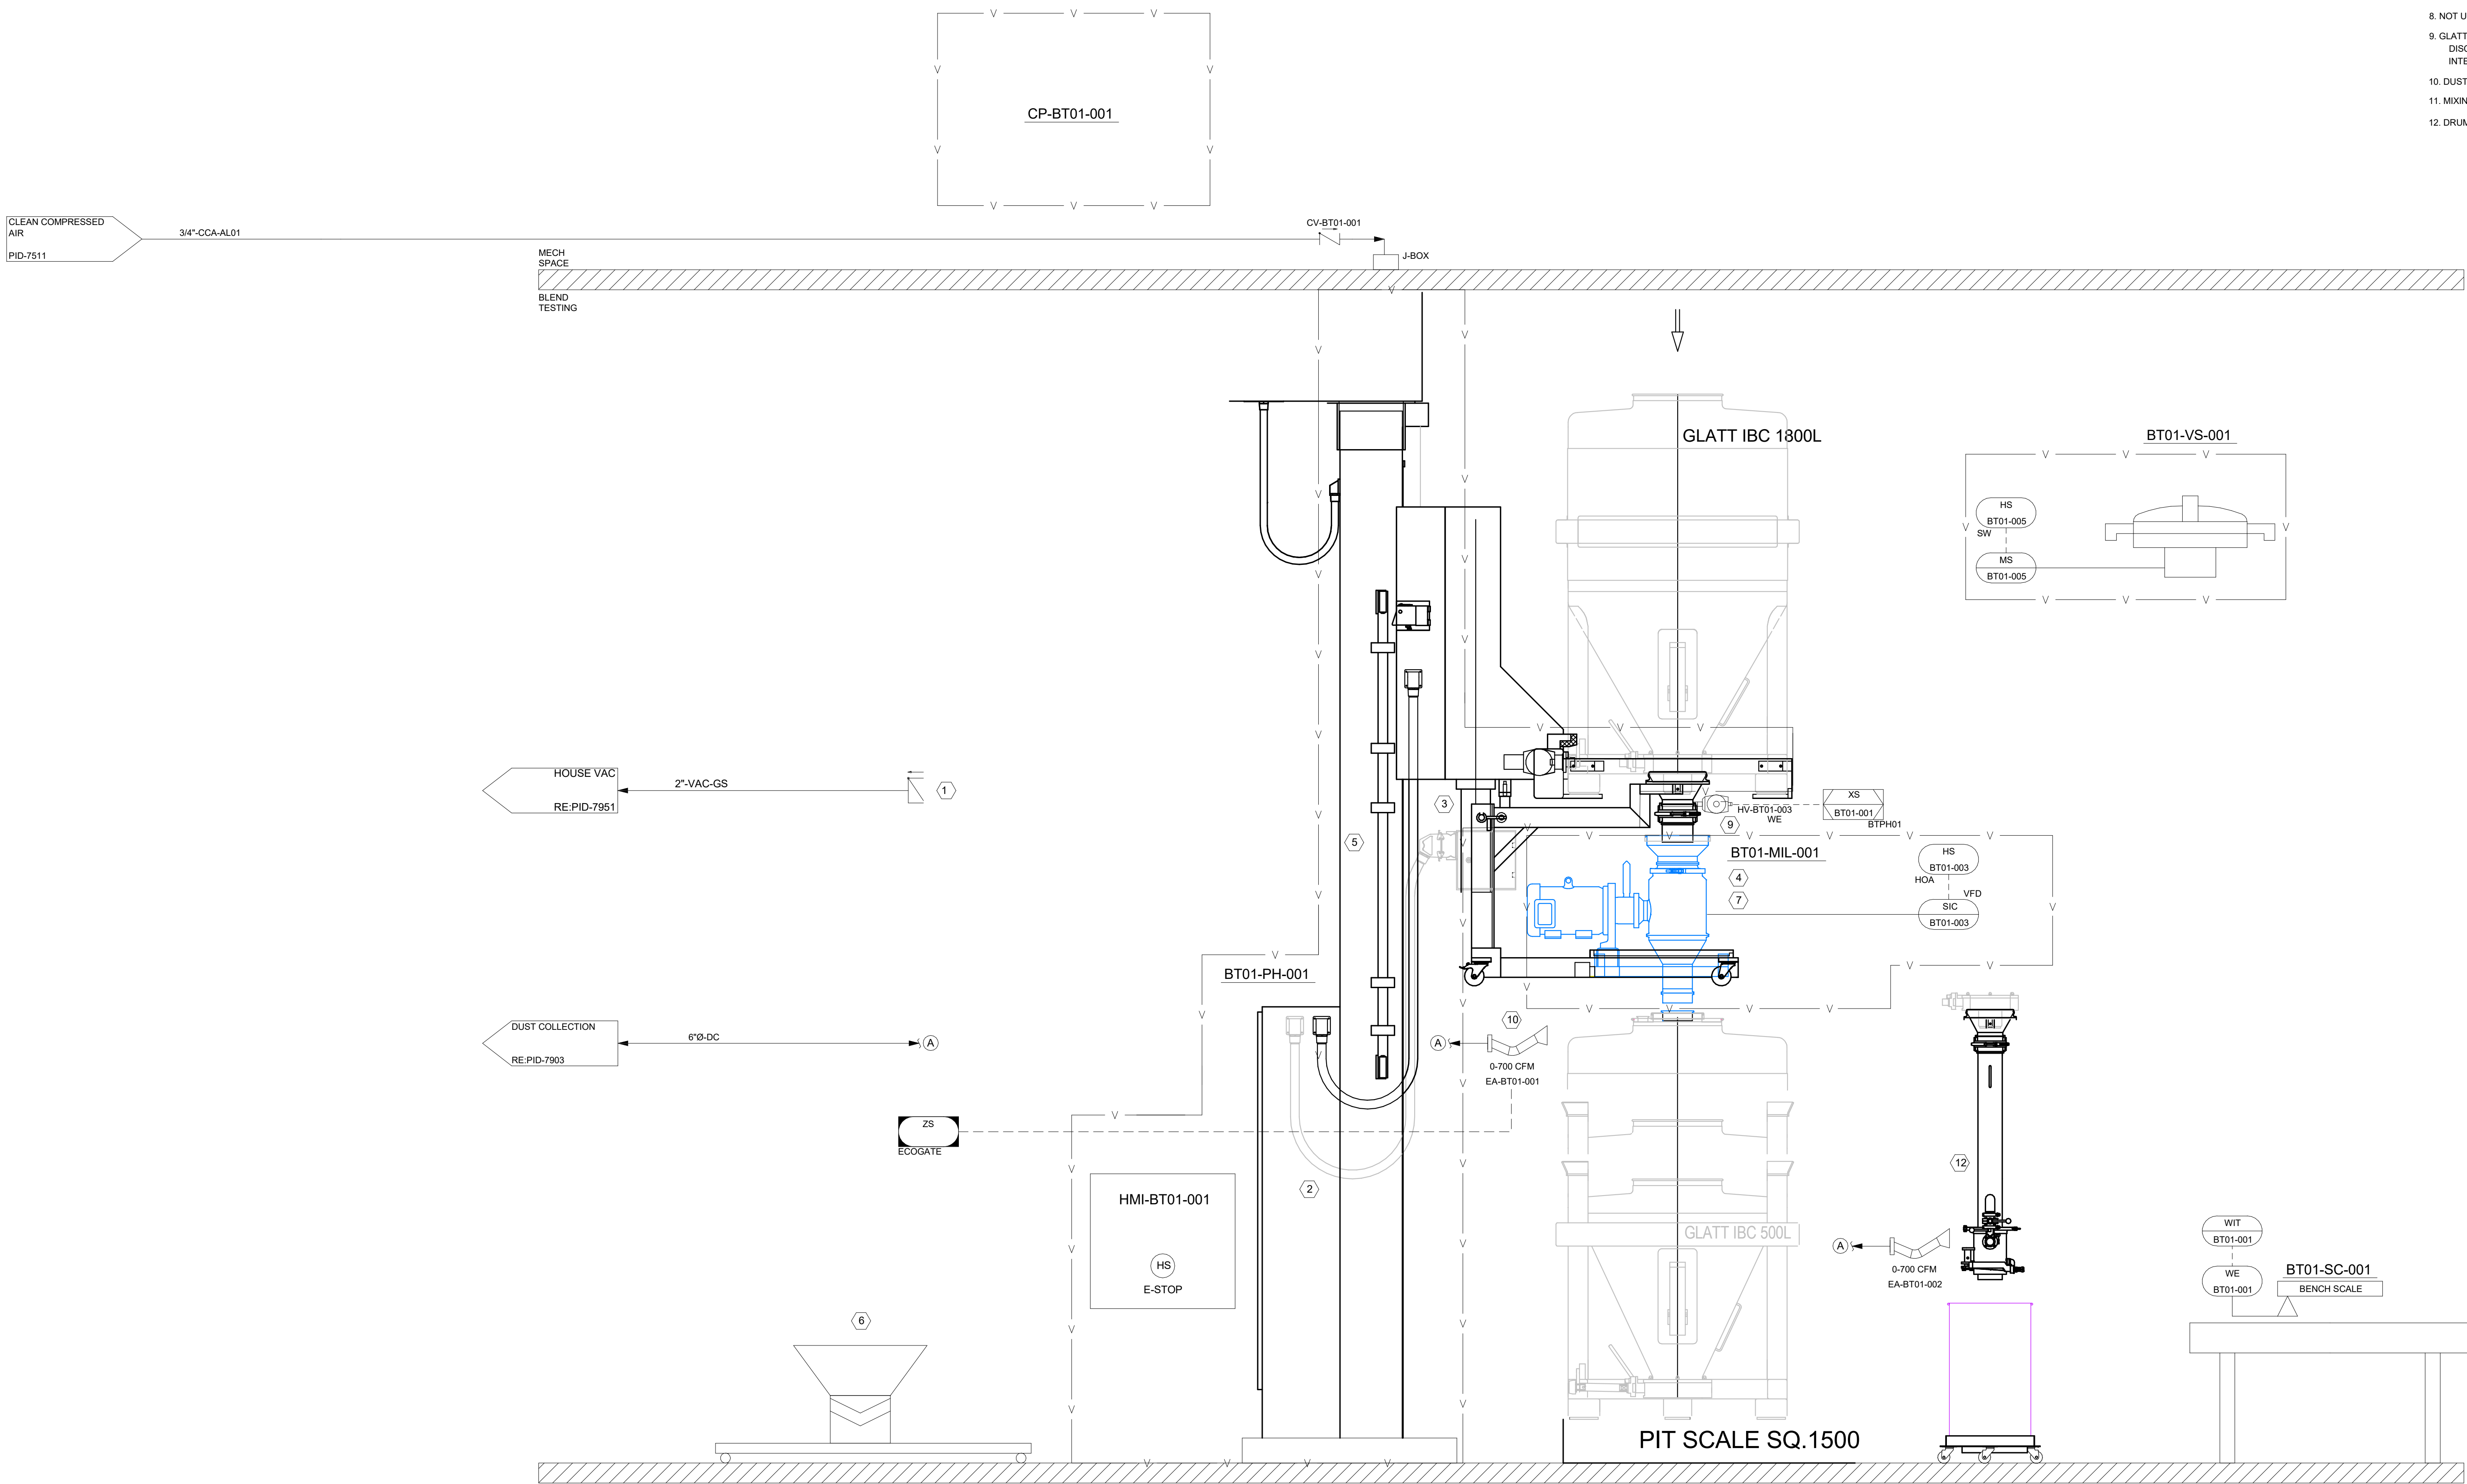 8. NOT U
9. GLATT
DISC
INTE
10. DUST
11. MIXIN
12. DRUM
V V V
V V
CP-BT01-001
V V
V V V
CLEAN COMPRESSED
AIR
PID-7511
3/4"-CCA-AL01
CV-BT01-001
J-BOX
MECH
SPACE
BLEND
TESTING
GLATT IBC 1800L
BT01-VS-001
HS
BT01-005
SW
MS
BT01-005
HOUSE VAC
RE:PID-7951
2"-VAC-GS
1
3
5
HV-BT01-003
WE
XS
BT01-001
BTPH01
9
BT01-MIL-001
4
7
HS
BT01-003
HOA
VFD
SIC
BT01-003
BT01-PH-001
DUST COLLECTION
RE:PID-7903
6"Ø-DC
A
A
10
0-700 CFM
EA-BT01-001
ZS
ECOGATE
HMI-BT01-001
HS
E-STOP
2
12
GLATT IBC 500L
A
0-700 CFM
EA-BT01-002
WIT
BT01-001
WE
BT01-001
BT01-SC-001
BENCH SCALE
6
PIT SCALE SQ.1500